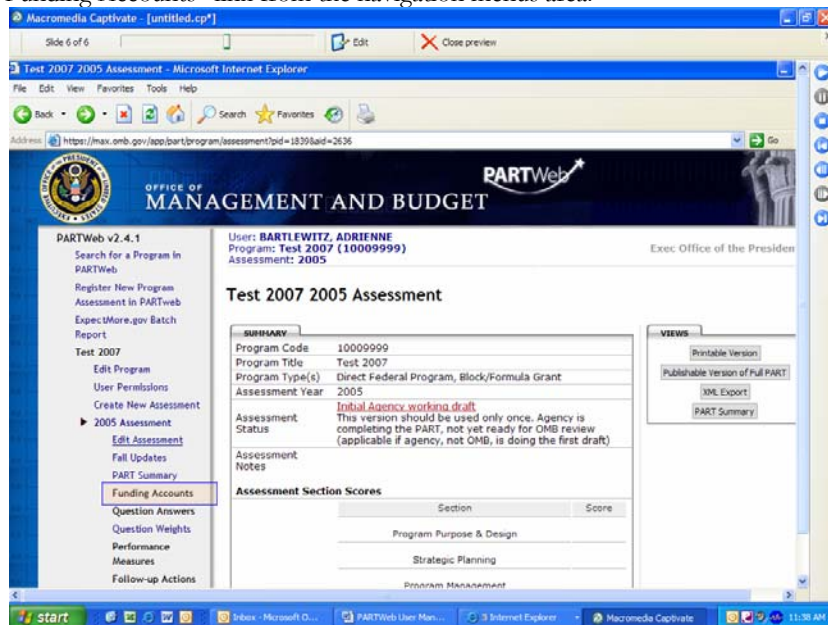 "Funding Accounts" link from the navigation menus area.
Macromedia Captivate - [untitled.cp*]
Slide 6 of 6
Edit
Close preview
Test 2007 2005 Assessment - Microsoft Internet Explorer
File Edit View Favorites Tools Help
Back
Search
Favorites
Address
https://max.omb.gov/app/part/program/assessment?pid=1839&aid=2636
Go
OFFICE OF
MANAGEMENT AND BUDGET
PARTWeb
PARTWeb v2.4.1
Search for a Program in
PARTWeb
Register New Program
Assessment in PARTweb
ExpectMore.gov Batch
Report
Test 2007
Edit Program
User Permissions
Create New Assessment
2005 Assessment
Edit Assessment
Fall Updates
PART Summary
Funding Accounts
Question Answers
Question Weights
Performance
Measures
Follow-up Actions
User: BARTLEWITZ, ADRIENNE
Program: Test 2007 (10009999)
Assessment: 2005
Exec Office of the Presiden
Test 2007 2005 Assessment
SUMMARY
Program Code 10009999
Program Title Test 2007
Program Type(s) Direct Federal Program, Block/Formula Grant
Assessment Year 2005
Assessment
Status
Initial Agency working draft
This version should be used only once. Agency is
completing the PART, not yet ready for OMB review
(applicable if agency, not OMB, is doing the first draft)
Assessment
Notes
Assessment Section Scores
Section Score
Program Purpose & Design
Strategic Planning
Program Management
VIEWS
Printable Version
Publishable Version of Full PART
XML Export
PART Summary
start
Inbox - Microsoft O...
PARTWeb User Man...
3 Internet Explorer
Macromedia Captivate
11:38 AM